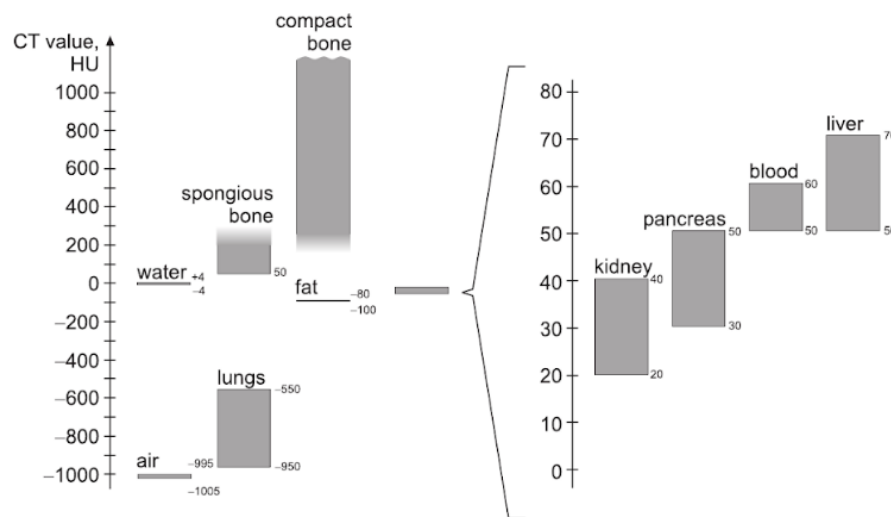 CT value,
HU
1000
800
600
400
200
0
–200
–400
–600
–800
–1000
water
+4
–4
air
–995
–1005
spongious
bone
50
lungs
–550
–950
compact
bone
fat
–80
–100
80
70
60
50
40
30
20
10
0
kidney
40
20
pancreas
50
30
blood
60
50
liver